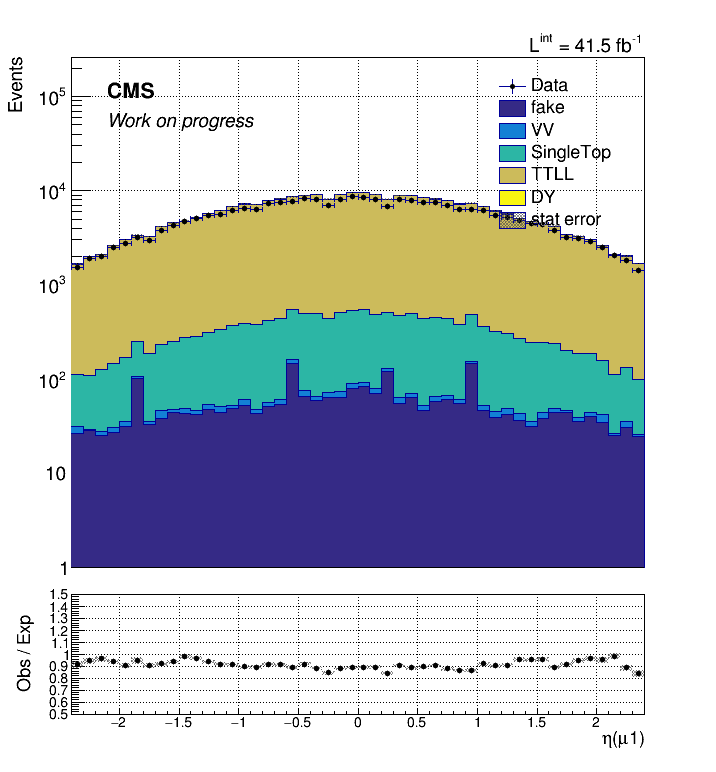 L^int = 41.5 fb^-1
Events
CMS
Work on progress
Data
fake
VV
SingleTop
TTLL
DY
stat error
10^5
10^4
10^3
10^2
10
1
Obs / Exp
1.5
1.4
1.3
1.2
1.1
1
0.9
0.8
0.7
0.6
0.5
−2 −1.5 −1 −0.5 0 0.5 1 1.5 2
η(μ1)